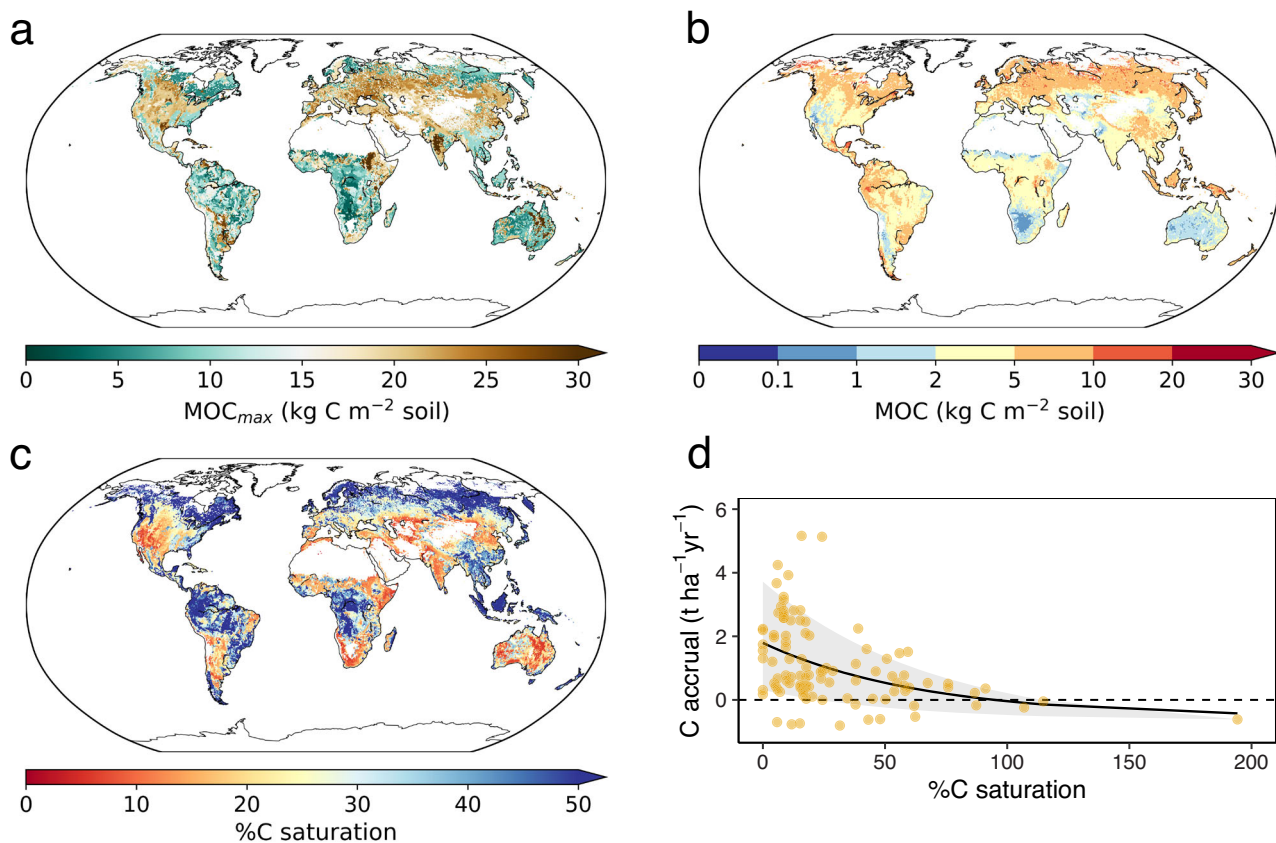 a
b
0 5 10 15 20 25 30
MOCmax (kg C m⁻² soil)
0 0.1 1 2 5 10 20 30
MOC (kg C m⁻² soil)
c
0 10 20 30 40 50
%C saturation
d
C accrual (t ha⁻¹yr⁻¹)
6
4
2
0
0 50 100 150 200
%C saturation